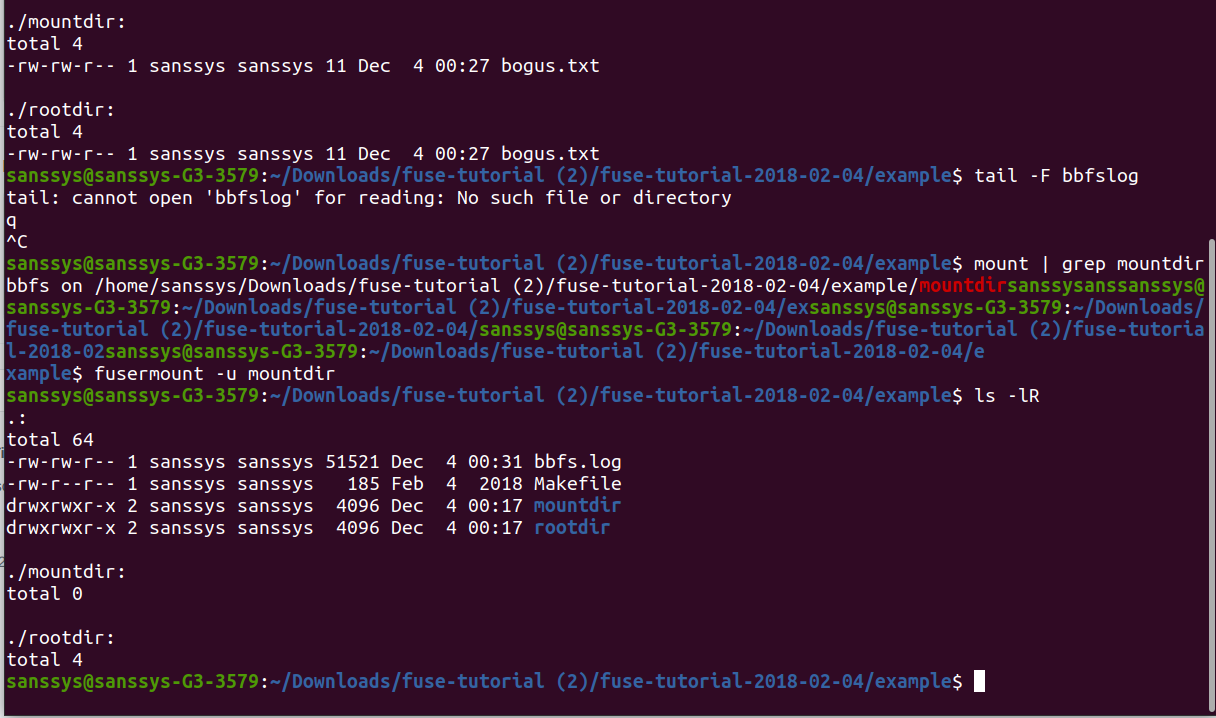 ./mountdir:
total 4
-rw-rw-r-- 1 sanssys sanssys 11 Dec  4 00:27 bogus.txt

./rootdir:
total 4
-rw-rw-r-- 1 sanssys sanssys 11 Dec  4 00:27 bogus.txt
sanssys@sanssys-G3-3579:~/Downloads/fuse-tutorial (2)/fuse-tutorial-2018-02-04/example$ tail -F bbfslog
tail: cannot open 'bbfslog' for reading: No such file or directory
q
^C
sanssys@sanssys-G3-3579:~/Downloads/fuse-tutorial (2)/fuse-tutorial-2018-02-04/example$ mount | grep mountdir
bbfs on /home/sanssys/Downloads/fuse-tutorial (2)/fuse-tutorial-2018-02-04/example/mountdirsanssysanssanssys@
sanssys-G3-3579:~/Downloads/fuse-tutorial (2)/fuse-tutorial-2018-02-04/exsanssys@sanssys-G3-3579:~/Downloads/
fuse-tutorial (2)/fuse-tutorial-2018-02-04/sanssys@sanssys-G3-3579:~/Downloads/fuse-tutorial (2)/fuse-tutoria
l-2018-02sanssys@sanssys-G3-3579:~/Downloads/fuse-tutorial (2)/fuse-tutorial-2018-02-04/e
xample$ fusermount -u mountdir
sanssys@sanssys-G3-3579:~/Downloads/fuse-tutorial (2)/fuse-tutorial-2018-02-04/example$ ls -lR
.:
total 64
-rw-rw-r-- 1 sanssys sanssys 51521 Dec  4 00:31 bbfs.log
-rw-r--r-- 1 sanssys sanssys   185 Feb  4  2018 Makefile
drwxrwxr-x 2 sanssys sanssys  4096 Dec  4 00:17 mountdir
drwxrwxr-x 2 sanssys sanssys  4096 Dec  4 00:17 rootdir

./mountdir:
total 0

./rootdir:
total 4
sanssys@sanssys-G3-3579:~/Downloads/fuse-tutorial (2)/fuse-tutorial-2018-02-04/example$